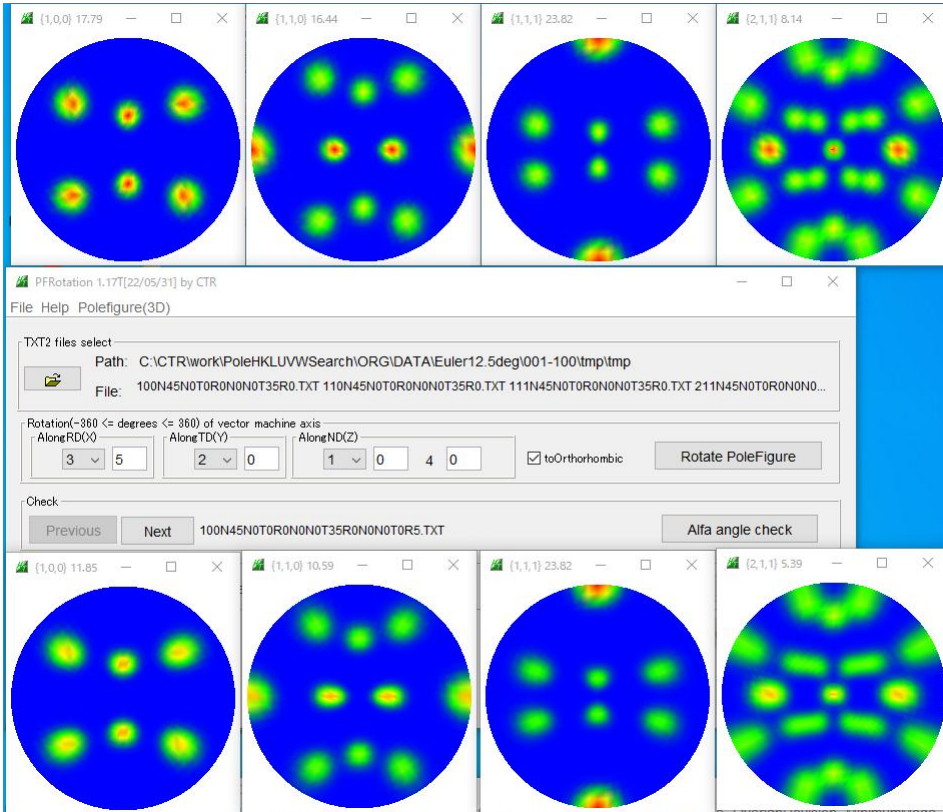 {1,0,0} 17.79
{1,1,0} 16.44
{1,1,1} 23.82
{2,1,1} 8.14
PFRotation 1.17T[22/05/31] by CTR
File Help Polefigure(3D)
TXT2 files select
Path: C:\CTR\work\PoleHKLUVWSearch\ORG\DATA\Euler12.5deg\001-100\tmp\tmp
File: 100N45N0T0R0N0N0T35R0.TXT 110N45N0T0R0N0N0T35R0.TXT 111N45N0T0R0N0N0T35R0.TXT 211N45N0T0R0N0N0...
Rotation(-360 <= degrees <= 360) of vector machine axis
AlongRD(X) AlongTD(Y) AlongND(Z)
3 5 2 0 1 0 4 0 toOrthorhombic Rotate PoleFigure
Check
Previous Next 100N45N0T0R0N0N0T35R0N0N0T0R5.TXT Alfa angle check
{1,0,0} 11.85
{1,1,0} 10.59
{1,1,1} 23.82
{2,1,1} 5.39